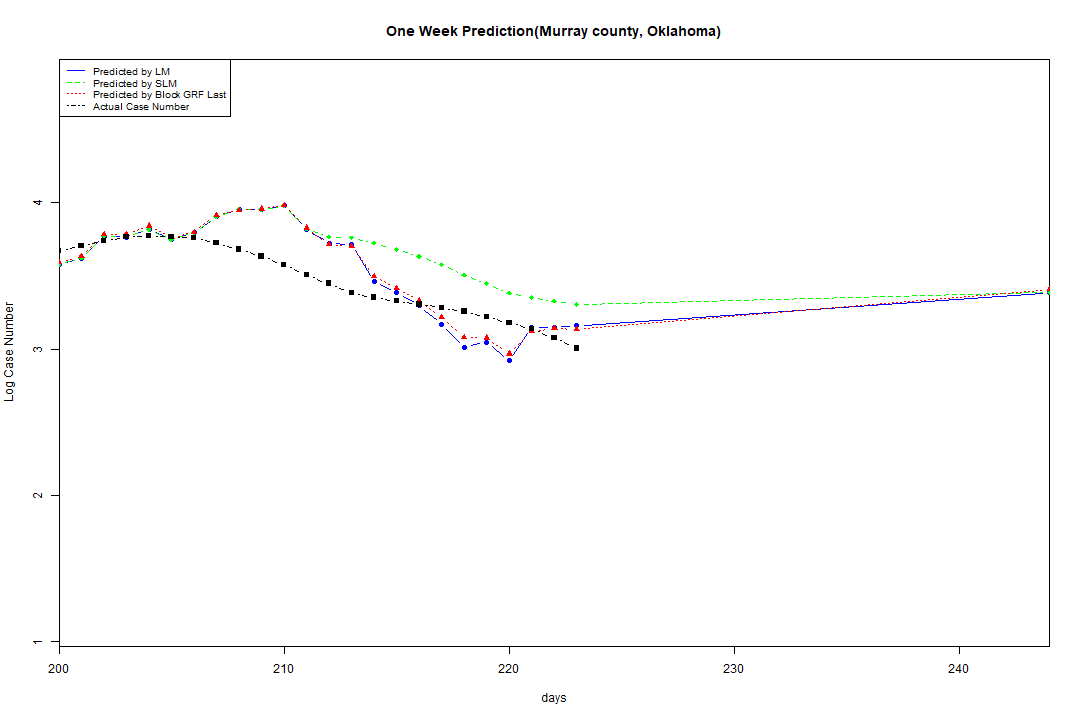 One Week Prediction(Murray county, Oklahoma)
Predicted by LM
Predicted by SLM
Predicted by Block GRF Last
Actual Case Number
4
3
2
1
Log Case Number
200 210 220 230 240
days